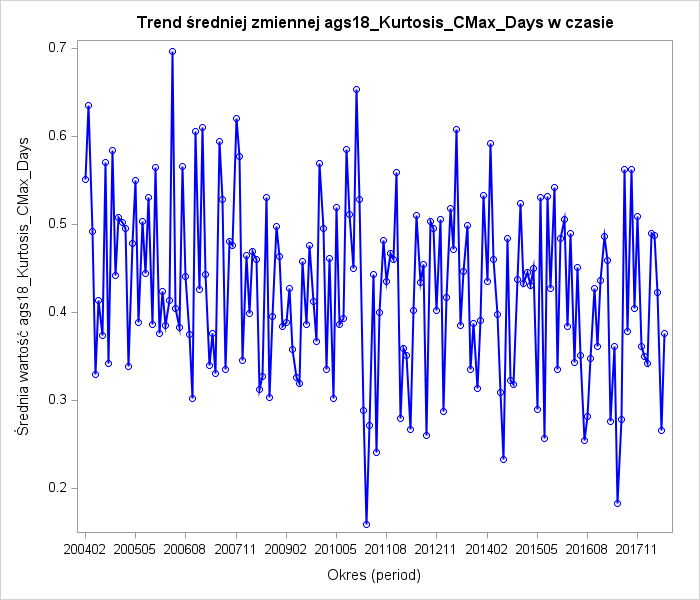 Trend średniej zmiennej ags18_Kurtosis_CMax_Days w czasie
Średnia wartość ags18_Kurtosis_CMax_Days
0.7
0.6
0.5
0.4
0.3
0.2
200402 200505 200608 200711 200902 201005 201108 201211 201402 201505 201608 201711
Okres (period)